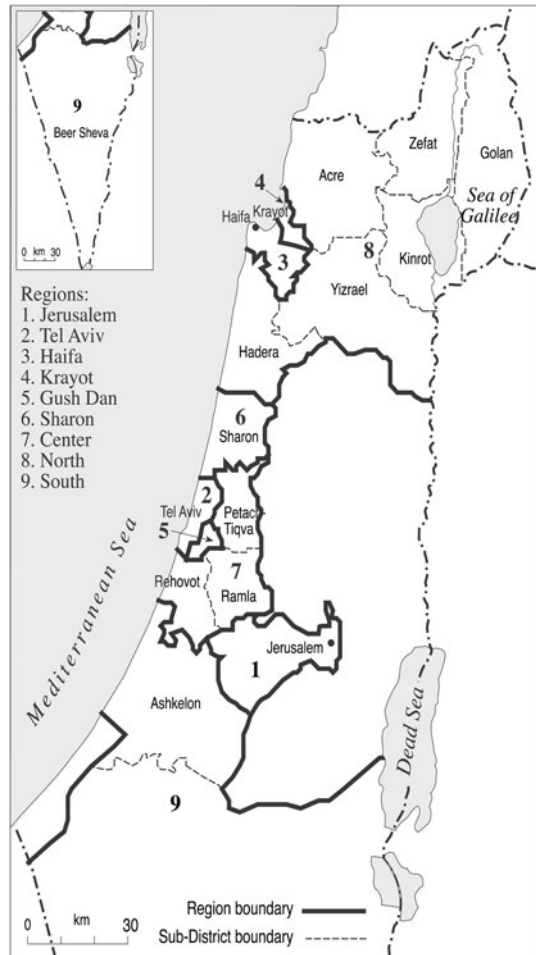 9
Beer Sheva
0 km 30
Regions:
1. Jerusalem
2. Tel Aviv
3. Haifa
4. Krayot
5. Gush Dan
6. Sharon
7. Center
8. North
9. South
Zefat
Golan
Acre
Sea of
Galilee
4
Krayot
Haifa
3
8
Kinrot
Yizrael
Hadera
6
Sharon
2
Tel Aviv
Petach
Tiqva
5
7
Rehovot
Ramla
Jerusalem
1
Mediterranean Sea
Ashkelon
Dead Sea
9
Region boundary
Sub-District boundary
km
0 30